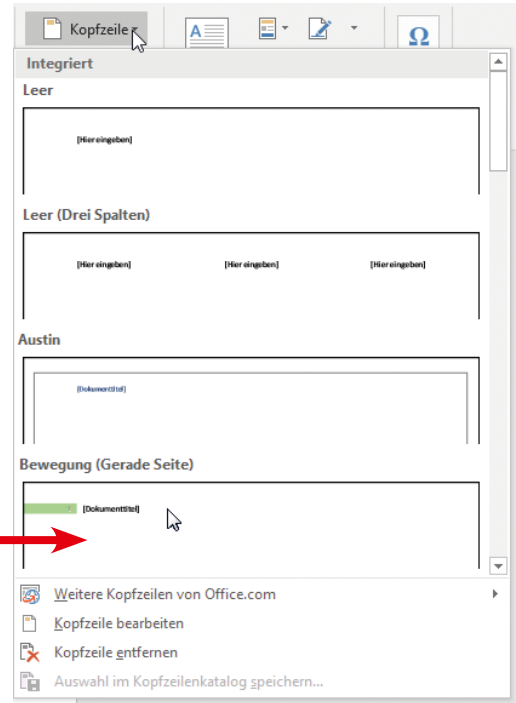 Kopfzeile
Integriert
Leer
[Hier eingeben]
Leer (Drei Spalten)
[Hier eingeben] [Hier eingeben] [Hier eingeben]
Austin
[Dokumenttitel]
Bewegung (Gerade Seite)
[Dokumenttitel]
Weitere Kopfzeilen von Office.com
Kopfzeile bearbeiten
Kopfzeile entfernen
Auswahl im Kopfzeilenkatalog speichern...